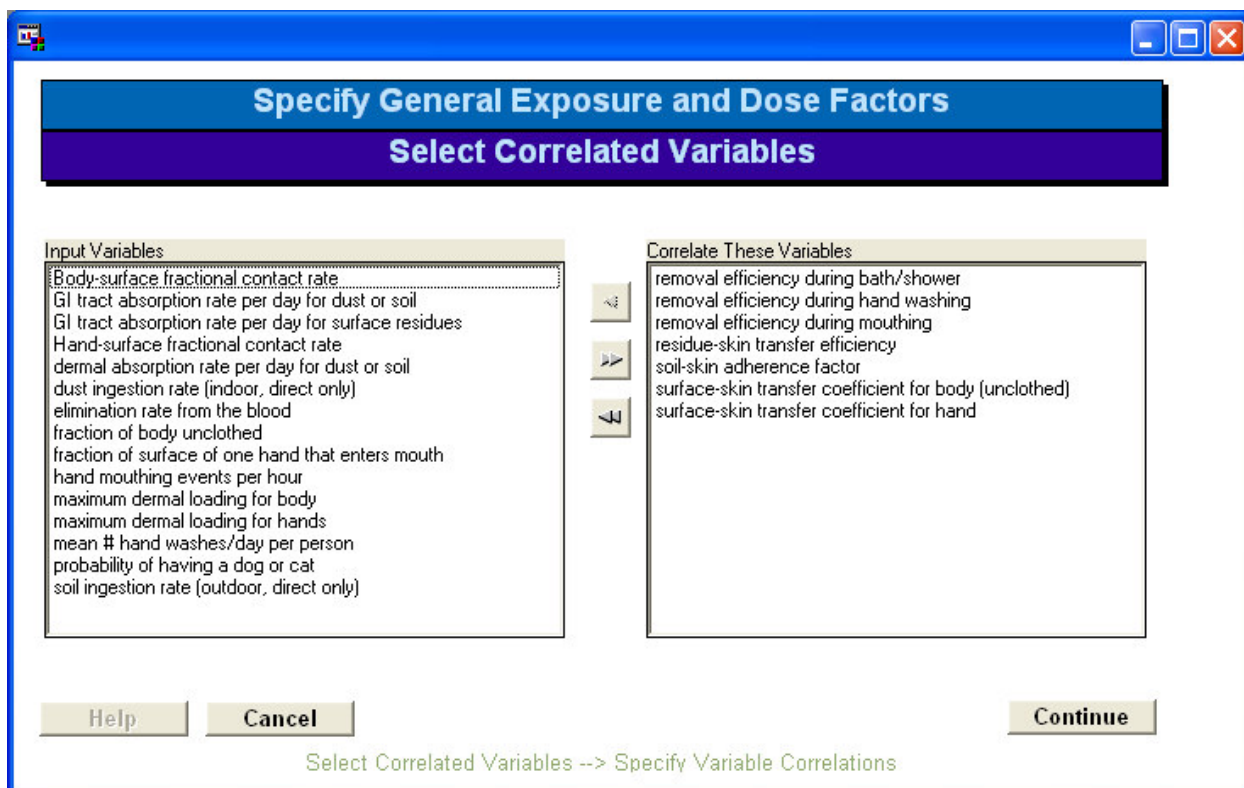 Specify General Exposure and Dose Factors
Select Correlated Variables
Input Variables
Body-surface fractional contact rate
GI tract absorption rate per day for dust or soil
GI tract absorption rate per day for surface residues
Hand-surface fractional contact rate
dermal absorption rate per day for dust or soil
dust ingestion rate (indoor, direct only)
elimination rate from the blood
fraction of body unclothed
fraction of surface of one hand that enters mouth
hand mouthing events per hour
maximum dermal loading for body
maximum dermal loading for hands
mean # hand washes/day per person
probability of having a dog or cat
soil ingestion rate (outdoor, direct only)
Correlate These Variables
removal efficiency during bath/shower
removal efficiency during hand washing
removal efficiency during mouthing
residue-skin transfer efficiency
soil-skin adherence factor
surface-skin transfer coefficient for body (unclothed)
surface-skin transfer coefficient for hand
Help
Cancel
Continue
Select Correlated Variables --> Specify Variable Correlations